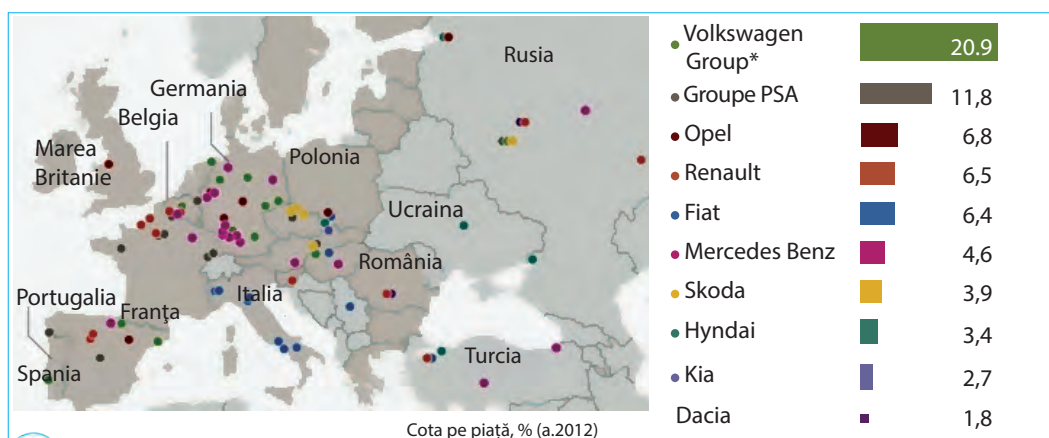 Rusia
Germania
Belgia
Marea
Britanie
Polonia
Ucraina
România
Italia
Portugalia
Franţa
Spania
Turcia
Cota pe piaţă, % (a.2012)
Volkswagen
Group*
20.9
Groupe PSA
11,8
Opel
6,8
Renault
6,5
Fiat
6,4
Mercedes Benz
4,6
Skoda
3,9
Hyndai
3,4
Kia
2,7
Dacia
1,8